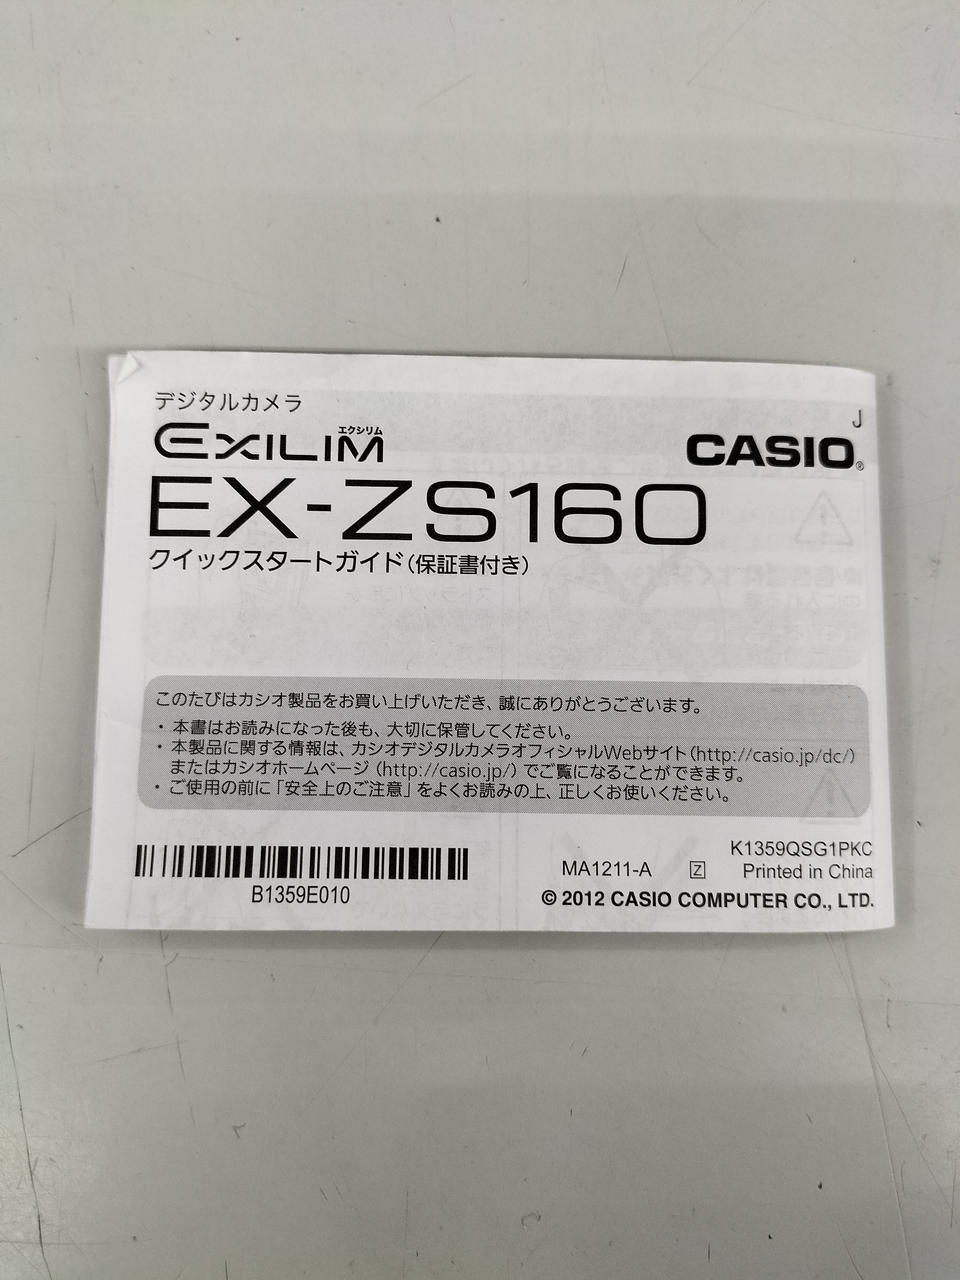 デジタルカメラ
J
エクシリム
EXILIM
CASIO®
EX-ZS160
クイックスタートガイド(保証書付き)
このたびはカシオ製品をお買い上げいただき、誠にありがとうございます。
・本書はお読みになった後も、大切に保管してください。
・本製品に関する情報は、カシオデジタルカメラオフィシャルWebサイト(http://casio.jp/dc/)
またはカシオホームページ(http://casio.jp/)でご覧になることができます。
・ご使用の前に「安全上のご注意」をよくお読みの上、正しくお使いください。
K1359QSG1PKC
MA1211-A Z Printed in China
B1359E010
© 2012 CASIO COMPUTER CO., LTD.